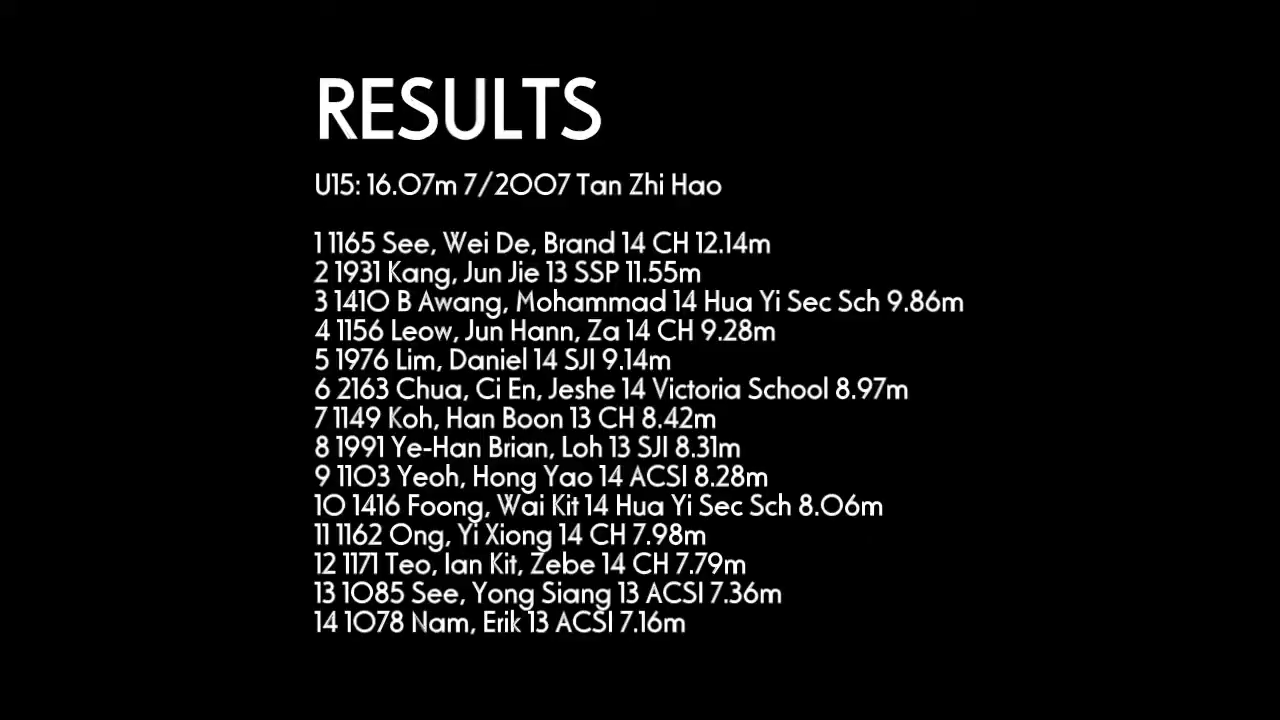 RESULTS
U15: 16.07m 7/2007 Tan Zhi Hao
1 1165 See, Wei De, Brand 14 CH 12.14m
2 1931 Kang, Jun Jie 13 SSP 11.55m
3 1410 B Awang, Mohammad 14 Hua Yi Sec Sch 9.86m
4 1156 Leow, Jun Hann, Za 14 CH 9.28m
5 1976 Lim, Daniel 14 SJI 9.14m
6 2163 Chua, Ci En, Jeshe 14 Victoria School 8.97m
7 1149 Koh, Han Boon 13 CH 8.42m
8 1991 Ye-Han Brian, Loh 13 SJI 8.31m
9 1103 Yeoh, Hong Yao 14 ACSI 8.28m
10 1416 Foong, Wai Kit 14 Hua Yi Sec Sch 8.06m
11 1162 Ong, Yi Xiong 14 CH 7.98m
12 1171 Teo, Ian Kit, Zebe 14 CH 7.79m
13 1085 See, Yong Siang 13 ACSI 7.36m
14 1078 Nam, Erik 13 ACSI 7.16m